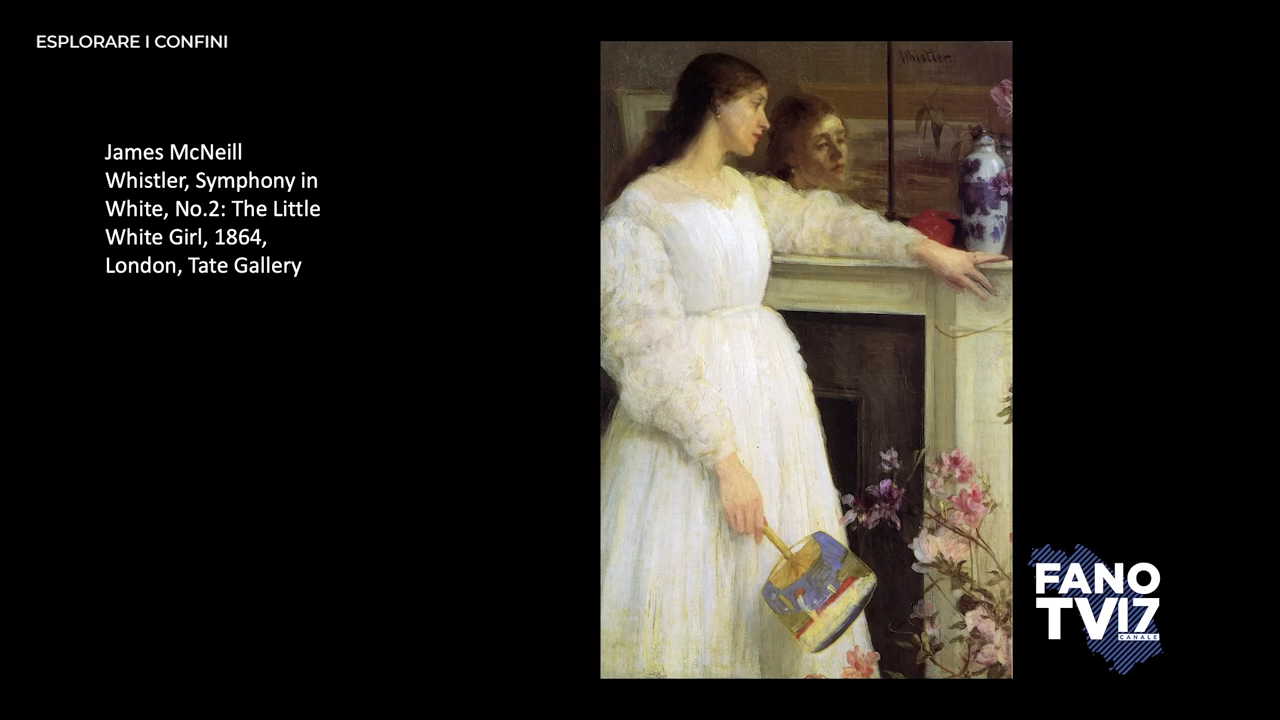 ESPLORARE I CONFINI
James McNeill
Whistler, Symphony in
White, No.2: The Little
White Girl, 1864,
London, Tate Gallery
Whistler
FANO
TV17
CANALE